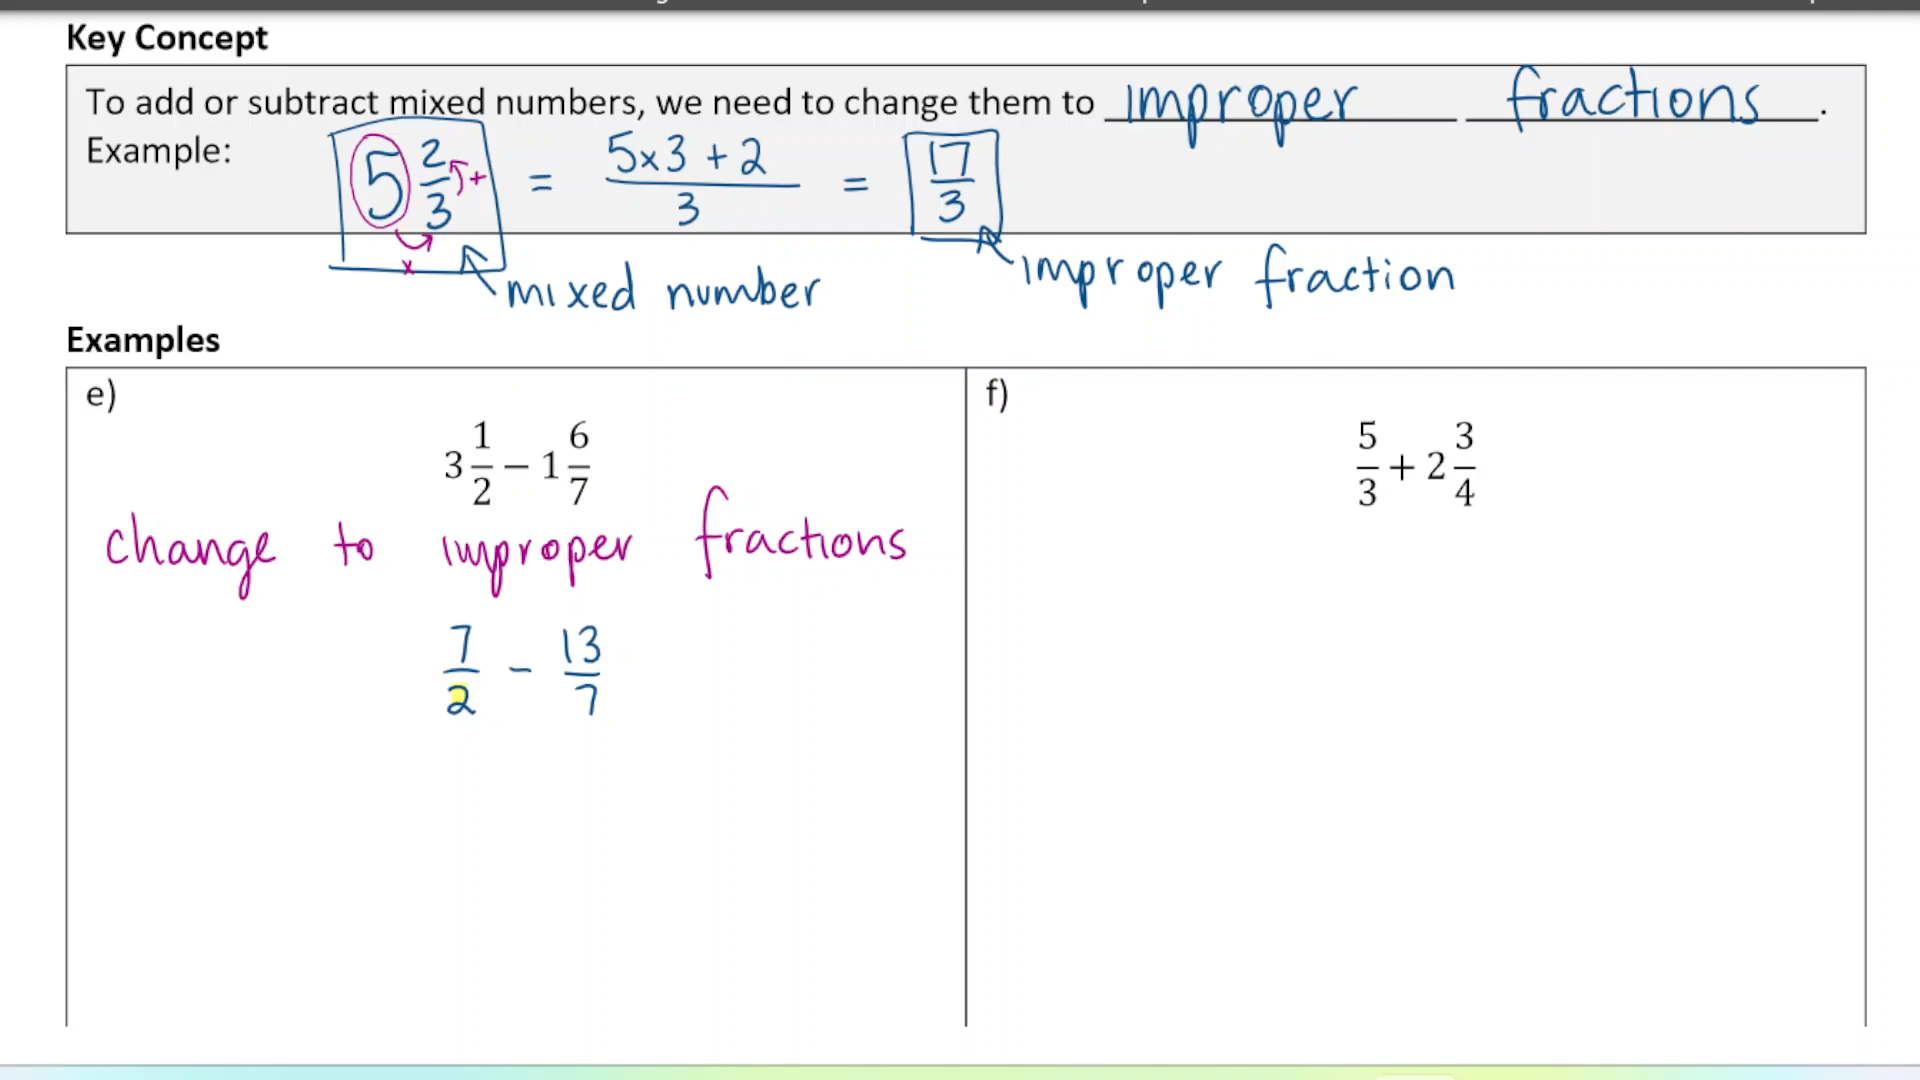 Key Concept
To add or subtract mixed numbers, we need to change them to improper fractions.
Example: 5 2/3 = (5x3 + 2)/3 = 17/3
+
x
mixed number
improper fraction
Examples
e)
3 1/2 − 1 6/7
change to improper fractions
7/2 - 13/7
f)
5/3 + 2 3/4